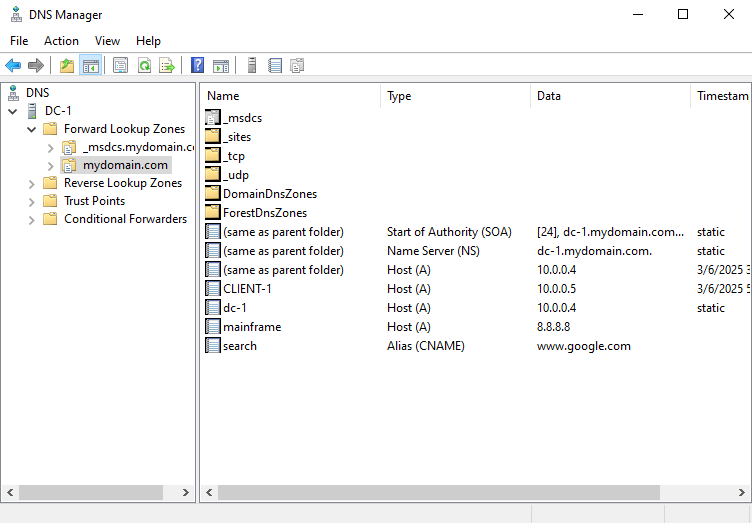 DNS Manager
File Action View Help
DNS
DC-1
Forward Lookup Zones
_msdcs.mydomain.co
mydomain.com
Reverse Lookup Zones
Trust Points
Conditional Forwarders
Name Type Data Timestam
_msdcs
_sites
_tcp
_udp
DomainDnsZones
ForestDnsZones
(same as parent folder) Start of Authority (SOA) [24], dc-1.mydomain.com... static
(same as parent folder) Name Server (NS) dc-1.mydomain.com. static
(same as parent folder) Host (A) 10.0.0.4 3/6/2025 3
CLIENT-1 Host (A) 10.0.0.5 3/6/2025 5
dc-1 Host (A) 10.0.0.4 static
mainframe Host (A) 8.8.8.8
search Alias (CNAME) www.google.com